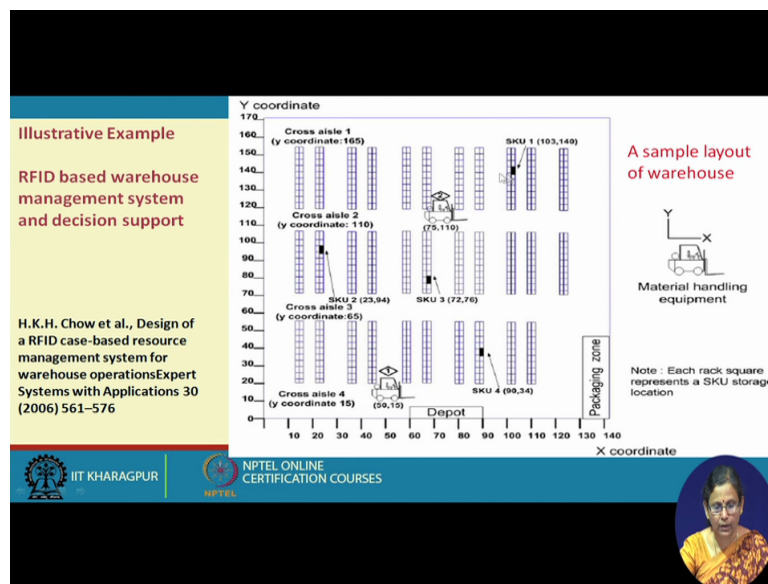 Illustrative Example
RFID based warehouse
management system
and decision support
H.K.H. Chow et al., Design of
a RFID case-based resource
management system for
warehouse operationsExpert
Systems with Applications 30
(2006) 561–576
Y coordinate
170
160
150
140
130
120
110
100
90
80
70
60
50
40
30
20
10
0
Cross aisle 1
(y coordinate:165)
SKU 1 (103,140)
2
(75,110)
Cross aisle 2
(y coordinate: 110)
SKU 2 (23,94)
SKU 3 (72,76)
Cross aisle 3
(y coordinate:65)
1
(50,15)
SKU 4 (90,34)
Cross aisle 4
(y coordinate 15)
Depot
Packaging zone
10 20 30 40 50 60 70 80 90 100 110 120 130 140
X coordinate
A sample layout
of warehouse
Y
X
Material handling
equipment
Note : Each rack square
represents a SKU storage
location
IIT KHARAGPUR
NPTEL
NPTEL ONLINE
CERTIFICATION COURSES